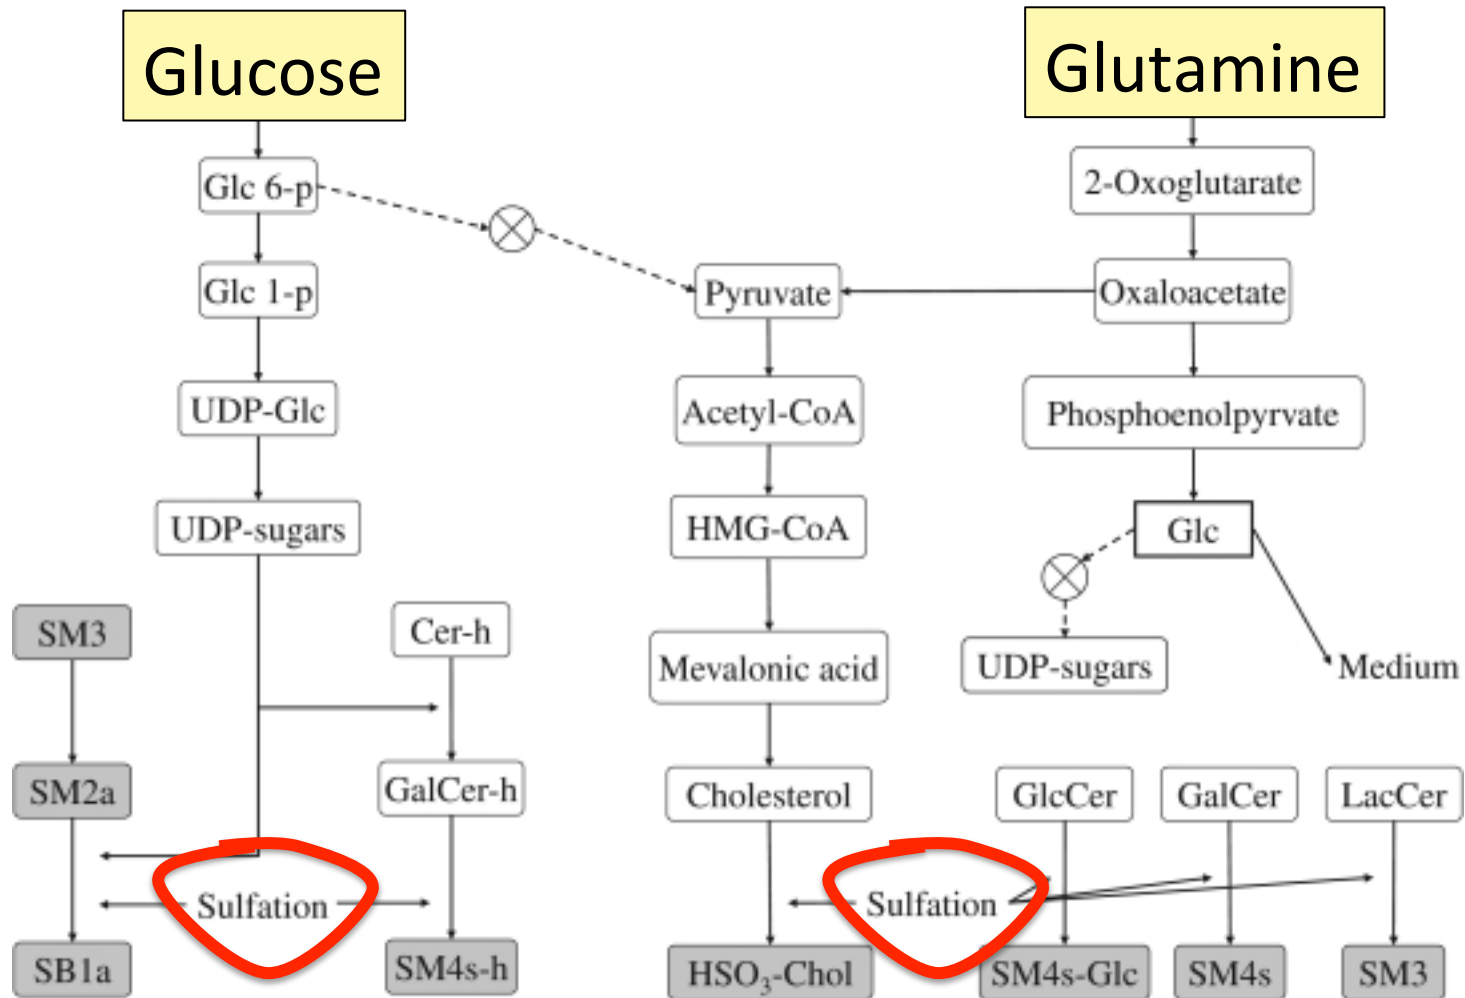 Glucose
Glutamine
Glc 6-p
2-Oxoglutarate
Glc 1-p
Pyruvate
Oxaloacetate
UDP-Glc
Acetyl-CoA
Phosphoenolpyrvate
UDP-sugars
HMG-CoA
Glc
SM3
Cer-h
Mevalonic acid
UDP-sugars
Medium
SM2a
GalCer-h
Cholesterol
GlcCer
GalCer
LacCer
Sulfation
Sulfation
SB1a
SM4s-h
HSO₃-Chol
SM4s-Glc
SM4s
SM3